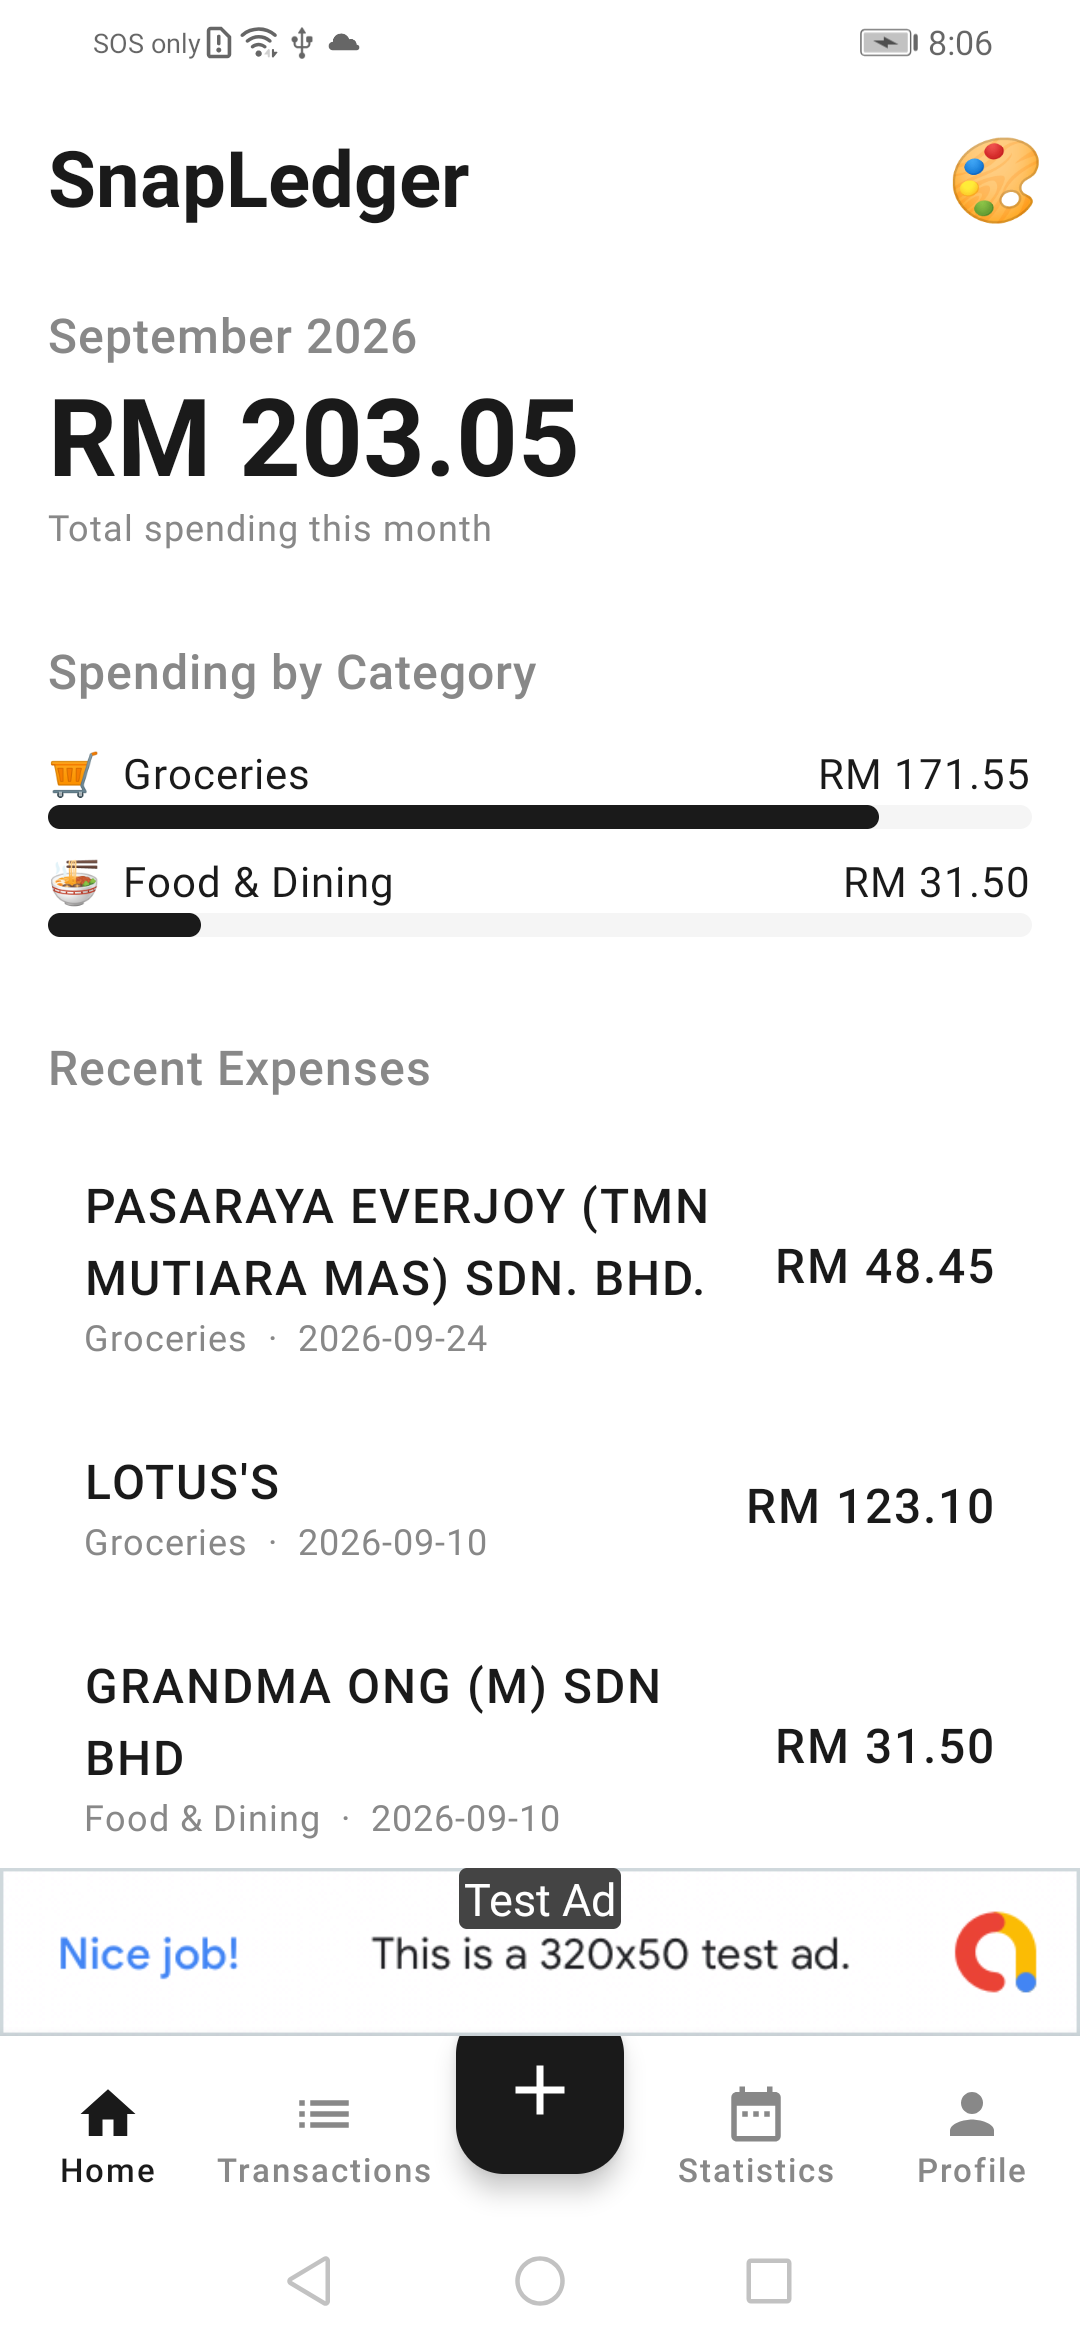 SOS only
8:06
SnapLedger
September 2026
RM 203.05
Total spending this month
Spending by Category
Groceries
RM 171.55
Food & Dining
RM 31.50
Recent Expenses
PASARAYA EVERJOY (TMN
MUTIARA MAS) SDN. BHD.
RM 48.45
Groceries · 2026-09-24
LOTUS'S
RM 123.10
Groceries · 2026-09-10
GRANDMA ONG (M) SDN
BHD
RM 31.50
Food & Dining · 2026-09-10
Test Ad
Nice job!
This is a 320x50 test ad.
Home
Transactions
Statistics
Profile